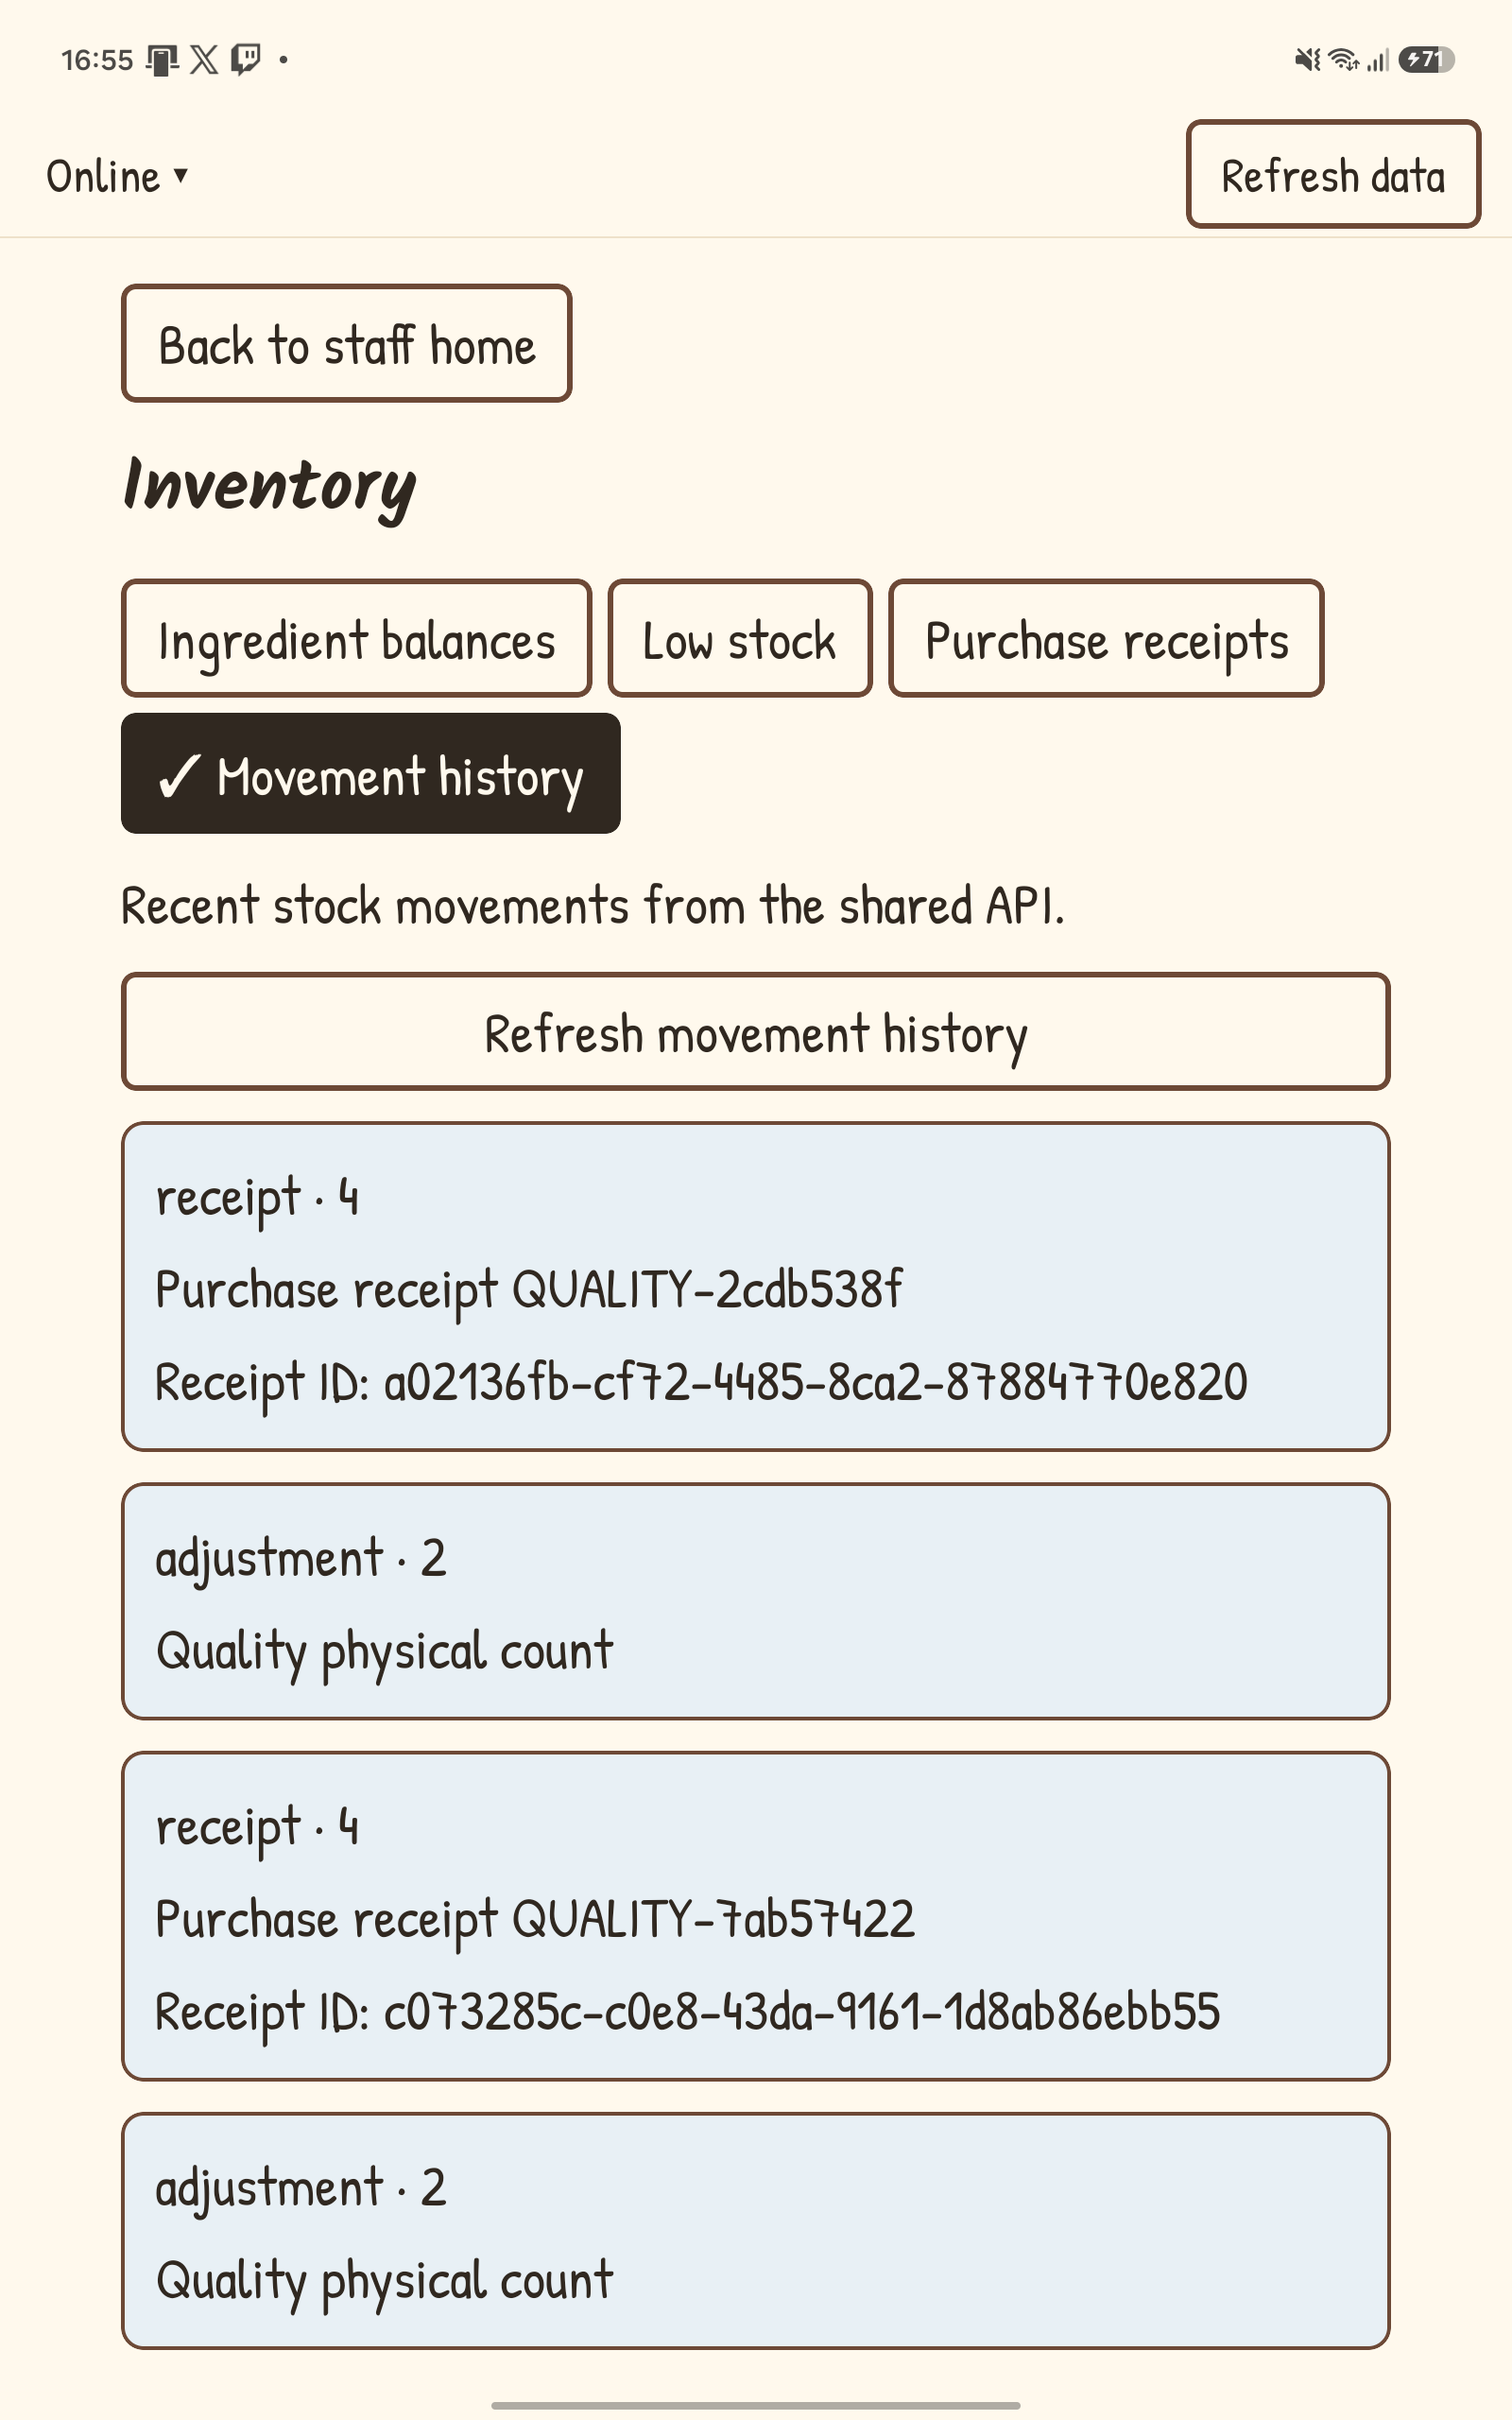 16:55
71
Online ▼
Refresh data
Back to staff home
Inventory
Ingredient balances
Low stock
Purchase receipts
✓ Movement history
Recent stock movements from the shared API.
Refresh movement history
receipt · 4
Purchase receipt QUALITY-2cdb538f
Receipt ID: a02136fb-cf72-4485-8ca2-87884770e820
adjustment · 2
Quality physical count
receipt · 4
Purchase receipt QUALITY-7ab57422
Receipt ID: c073285c-c0e8-43da-9161-1d8ab86ebb55
adjustment · 2
Quality physical count